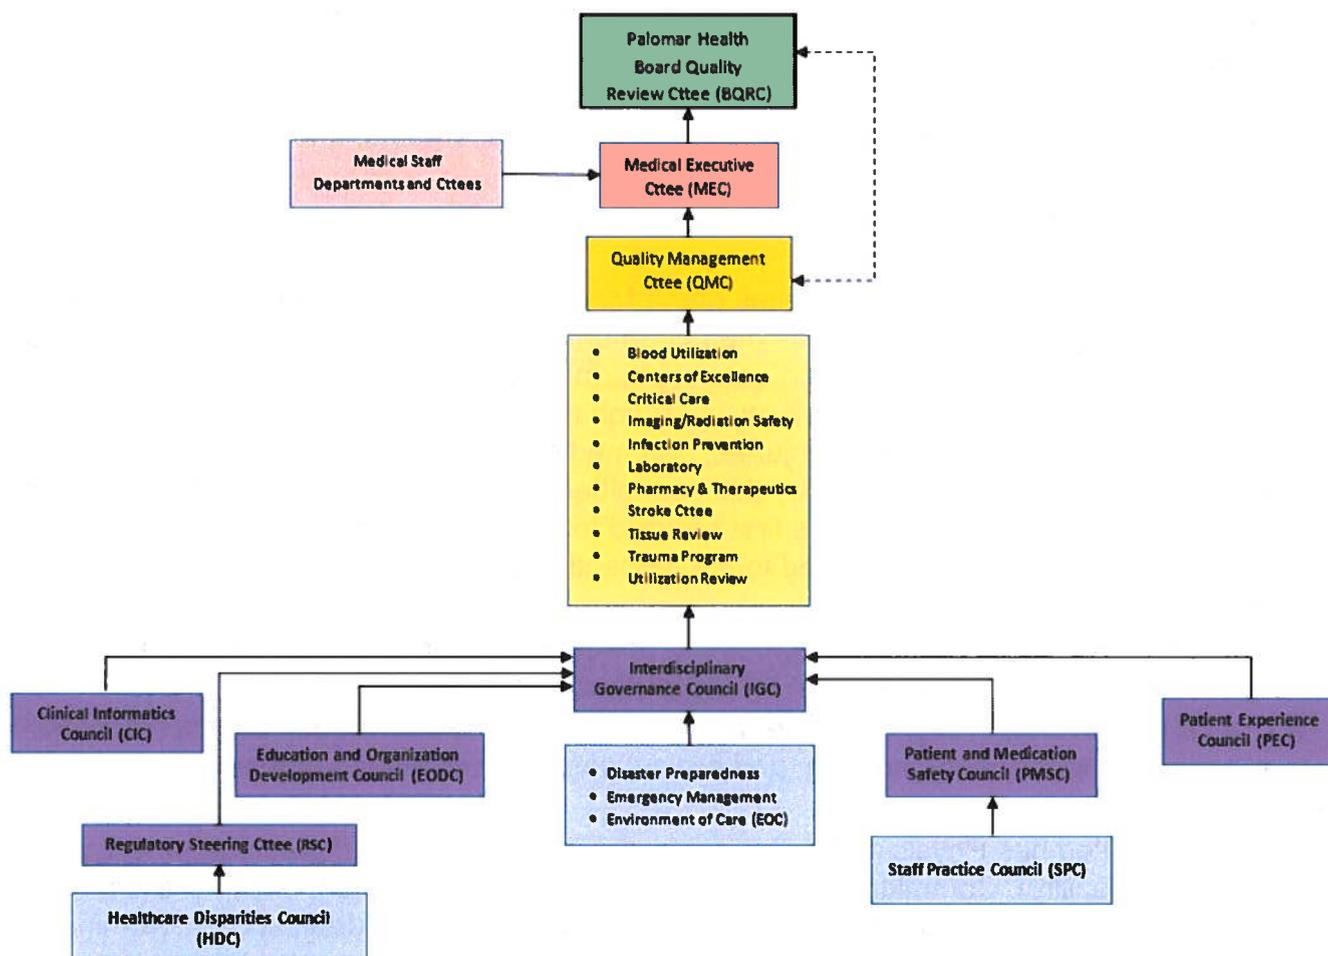 Palomar Health
Board Quality
Review Cttee (BQRC)
Medical Staff
Departments and Cttees
Medical Executive
Cttee (MEC)
Quality Management
Cttee (QMC)
• Blood Utilization
• Centers of Excellence
• Critical Care
• Imaging/Radiation Safety
• Infection Prevention
• Laboratory
• Pharmacy & Therapeutics
• Stroke Cttee
• Tissue Review
• Trauma Program
• Utilization Review
Interdisciplinary
Governance Council (IGC)
Clinical Informatics
Council (CIC)
Education and Organization
Development Council (EODC)
• Disaster Preparedness
• Emergency Management
• Environment of Care (EOC)
Patient and Medication
Safety Council (PMSC)
Patient Experience
Council (PEC)
Regulatory Steering Cttee (RSC)
Staff Practice Council (SPC)
Healthcare Disparities Council
(HDC)